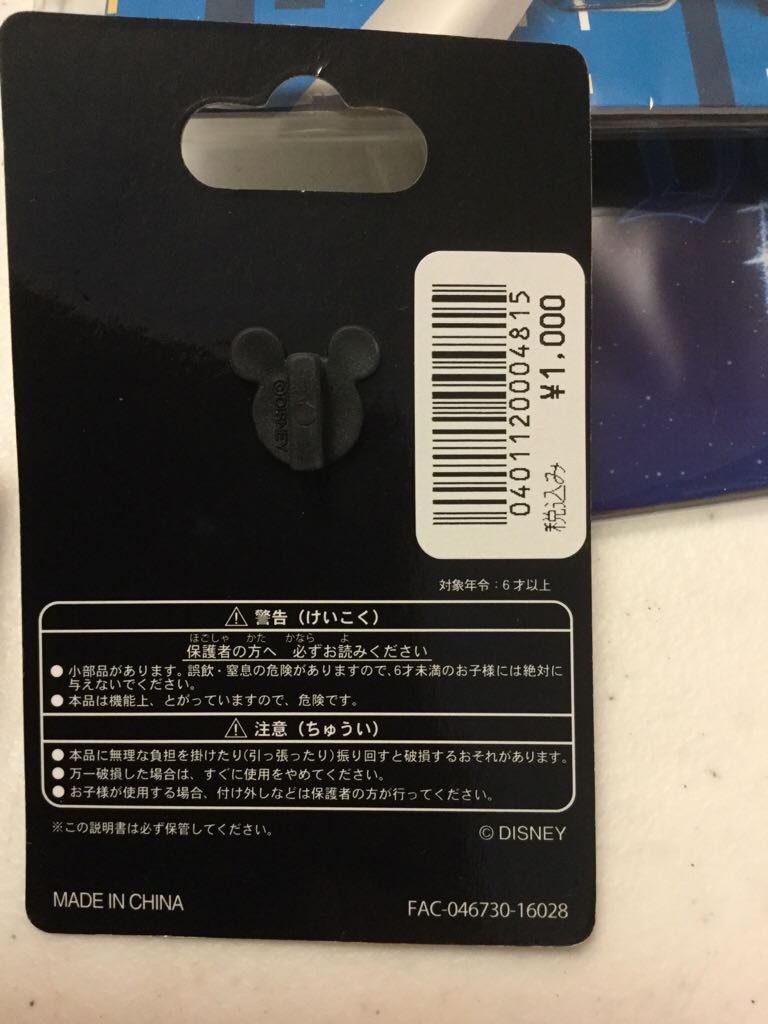 ©DISNEY
0401120004815
¥1,000
税込み
対象年令：6才以上
⚠ 警告（けいこく）
ほごしゃ かた かなら よ
保護者の方へ 必ずお読みください
● 小部品があります。誤飲・窒息の危険がありますので、6才未満のお子様には絶対に
与えないでください。
● 本品は機能上、とがっていますので、危険です。
⚠ 注意（ちゅうい）
● 本品に無理な負担を掛けたり（引っ張ったり）振り回すと破損するおそれがあります。
● 万一破損した場合は、すぐに使用をやめてください。
● お子様が使用する場合、付け外しなどは保護者の方が行ってください。
※この説明書は必ず保管してください。
© DISNEY
MADE IN CHINA
FAC-046730-16028